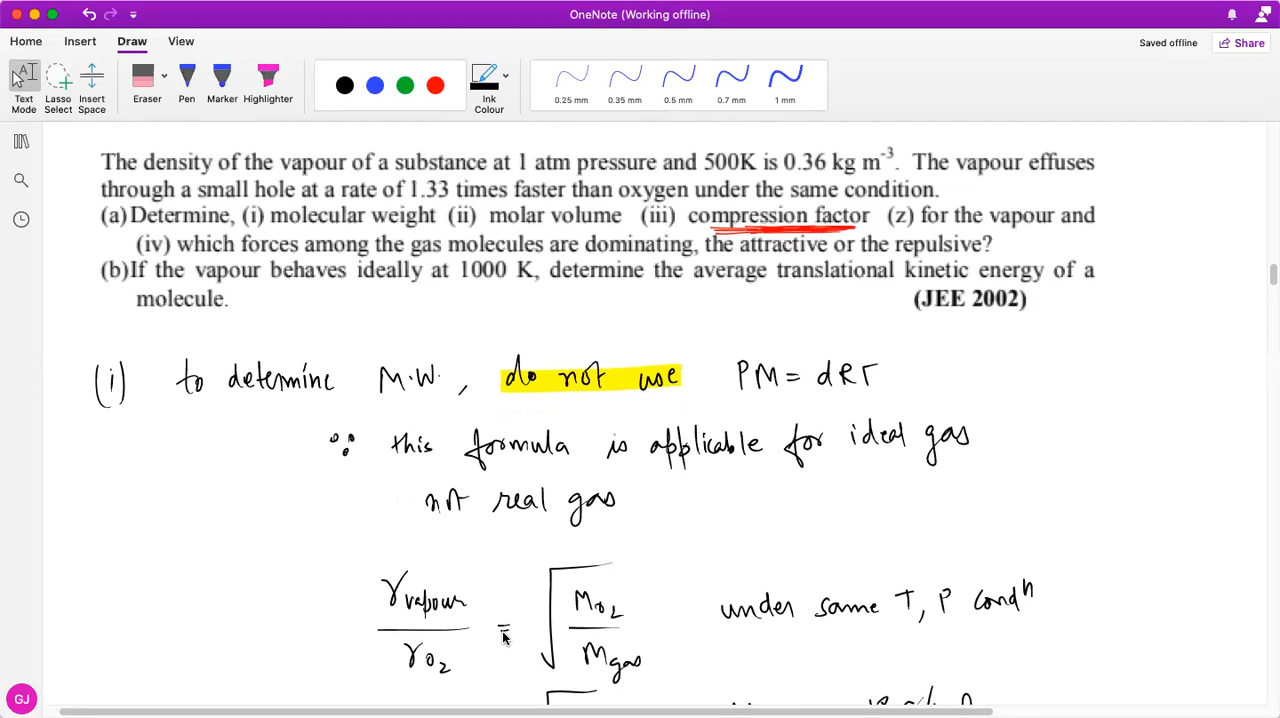 OneNote (Working offline)
Home Insert Draw View
Saved offline
Share
Text Mode
Lasso Select
Insert Space
Eraser
Pen
Marker
Highlighter
Ink Colour
0.25 mm 0.35 mm 0.5 mm 0.7 mm 1 mm
The density of the vapour of a substance at 1 atm pressure and 500K is 0.36 kg m⁻³. The vapour effuses
through a small hole at a rate of 1.33 times faster than oxygen under the same condition.
(a)Determine, (i) molecular weight (ii) molar volume (iii) compression factor (z) for the vapour and
(iv) which forces among the gas molecules are dominating, the attractive or the repulsive?
(b)If the vapour behaves ideally at 1000 K, determine the average translational kinetic energy of a
molecule. (JEE 2002)
(i) to determine M.W., do not use PM = dRT
∵ this formula is applicable for ideal gas
not real gas
r_vapour / r_O₂ = √(M_O₂ / M_gas) under same T, P condⁿ
GJ